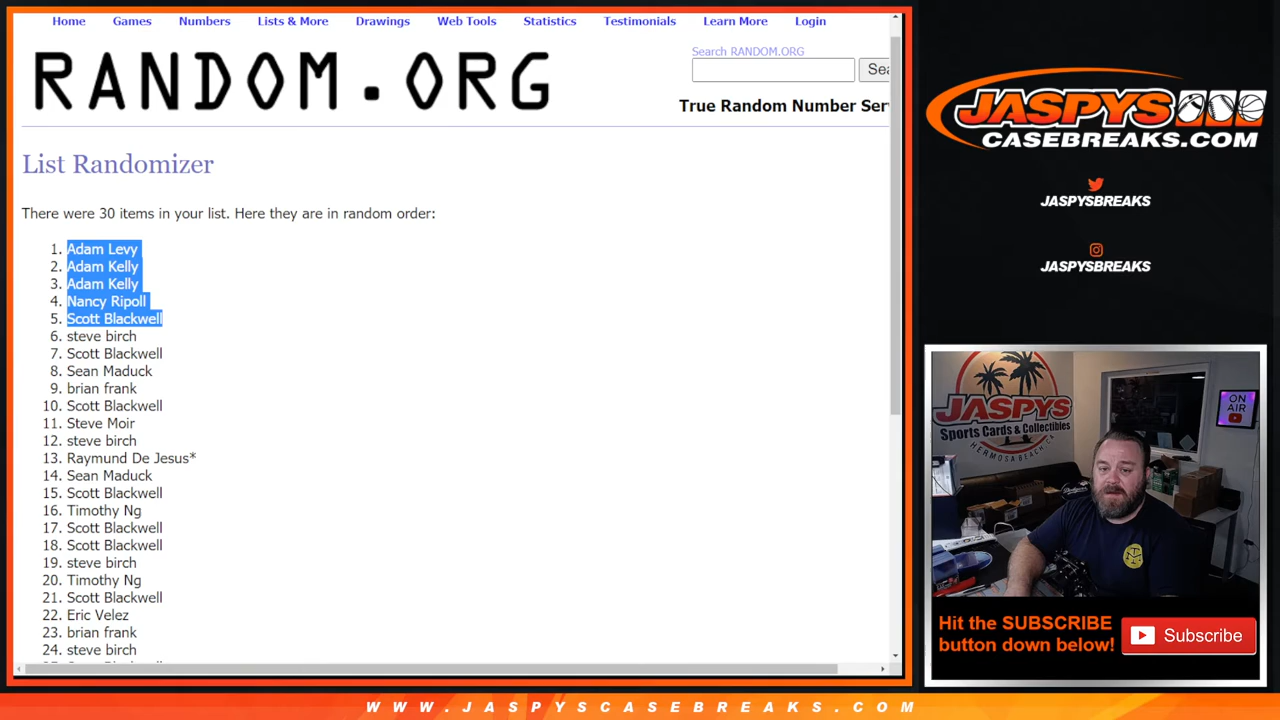 Home Games Numbers Lists & More Drawings Web Tools Statistics Testimonials Learn More Login
RANDOM.ORG
Search RANDOM.ORG
Sea
True Random Number Ser
List Randomizer
There were 30 items in your list. Here they are in random order:
1. Adam Levy
2. Adam Kelly
3. Adam Kelly
4. Nancy Ripoll
5. Scott Blackwell
6. steve birch
7. Scott Blackwell
8. Sean Maduck
9. brian frank
10. Scott Blackwell
11. Steve Moir
12. steve birch
13. Raymund De Jesus*
14. Sean Maduck
15. Scott Blackwell
16. Timothy Ng
17. Scott Blackwell
18. Scott Blackwell
19. steve birch
20. Timothy Ng
21. Scott Blackwell
22. Eric Velez
23. brian frank
24. steve birch
JASPYS
CASEBREAKS.COM
JASPYSBREAKS
JASPYSBREAKS
JASPYS
Sports Cards & Collectibles
HERMOSA BEACH, CA
ON
AIR
Hit the SUBSCRIBE
button down below!
Subscribe
WWW.JASPYSCASEBREAKS.COM